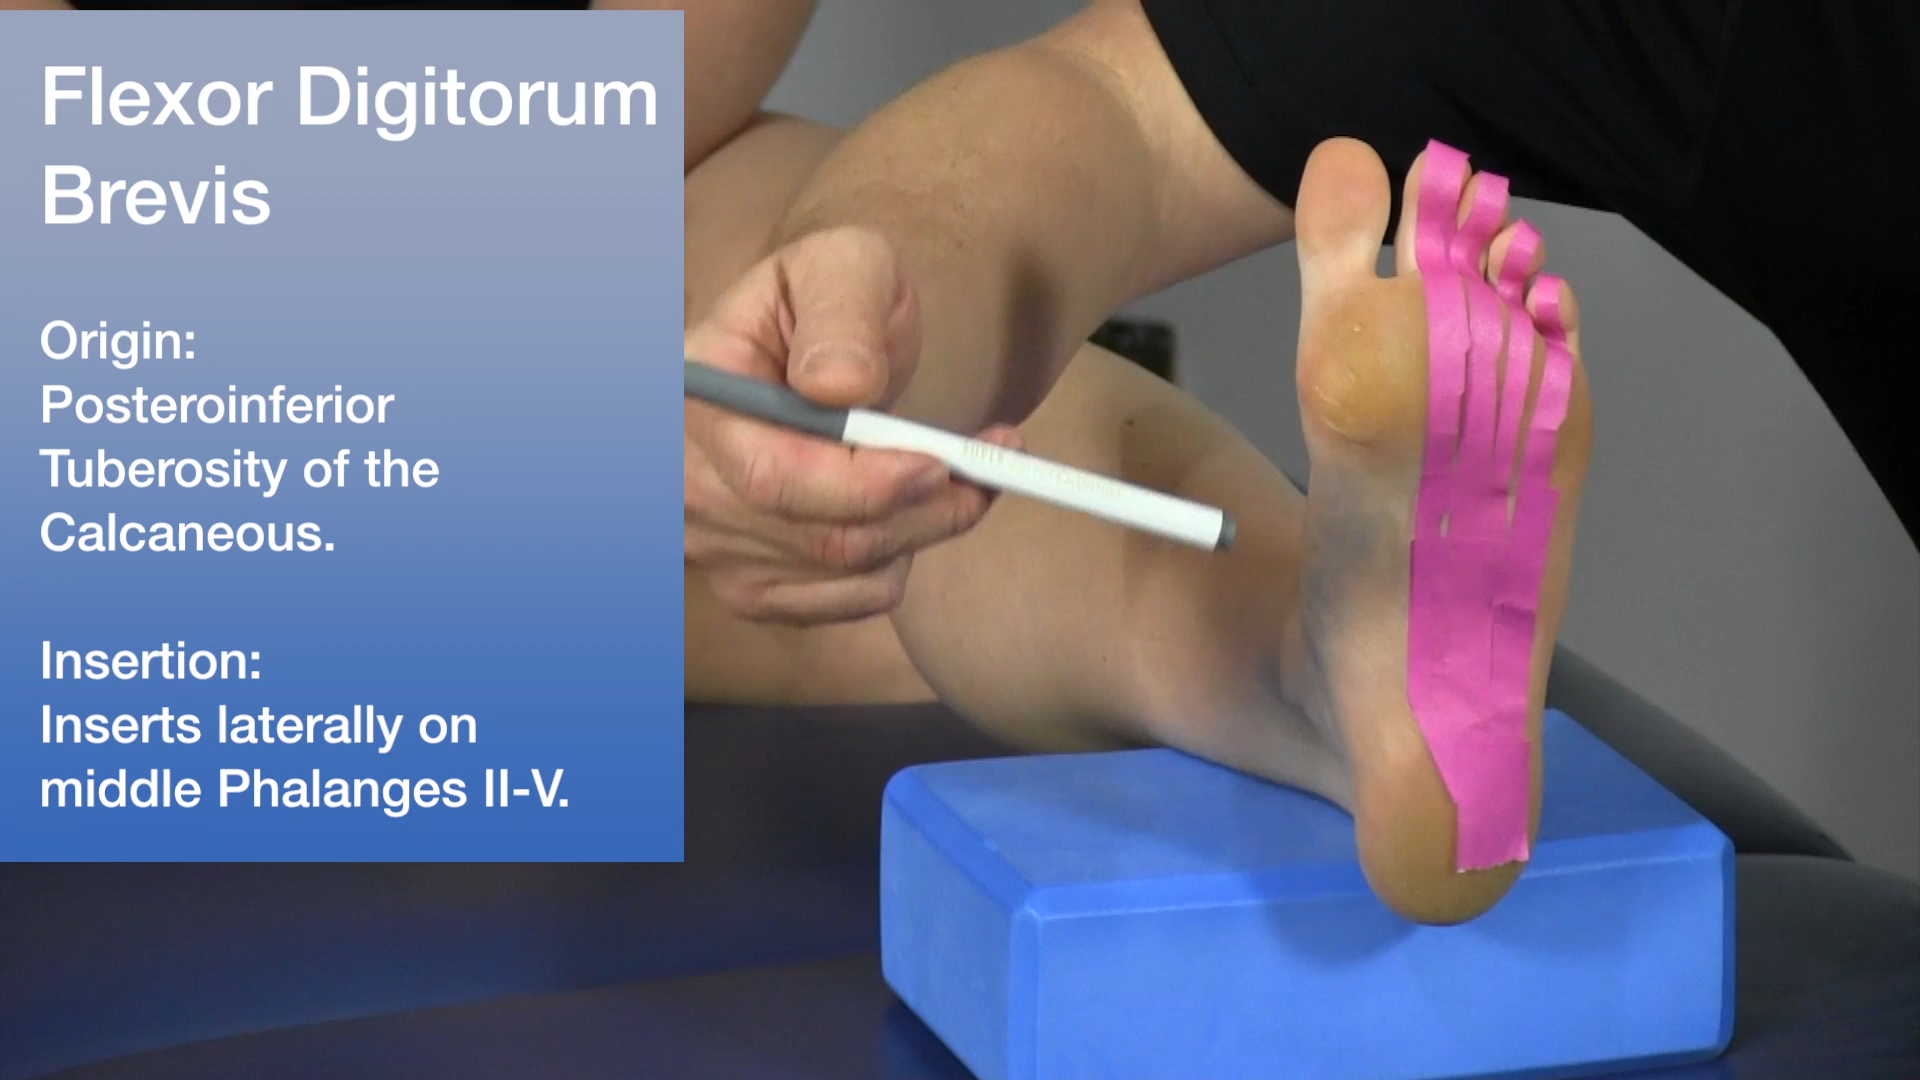 Flexor Digitorum
Brevis
Origin:
Posteroinferior
Tuberosity of the
Calcaneous.
Insertion:
Inserts laterally on
middle Phalanges II-V.